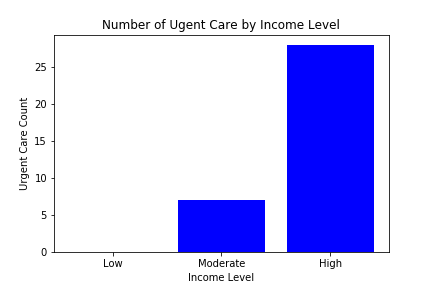 Number of Ugent Care by Income Level
25
20
15
10
5
0
Urgent Care Count
Low Moderate High
Income Level